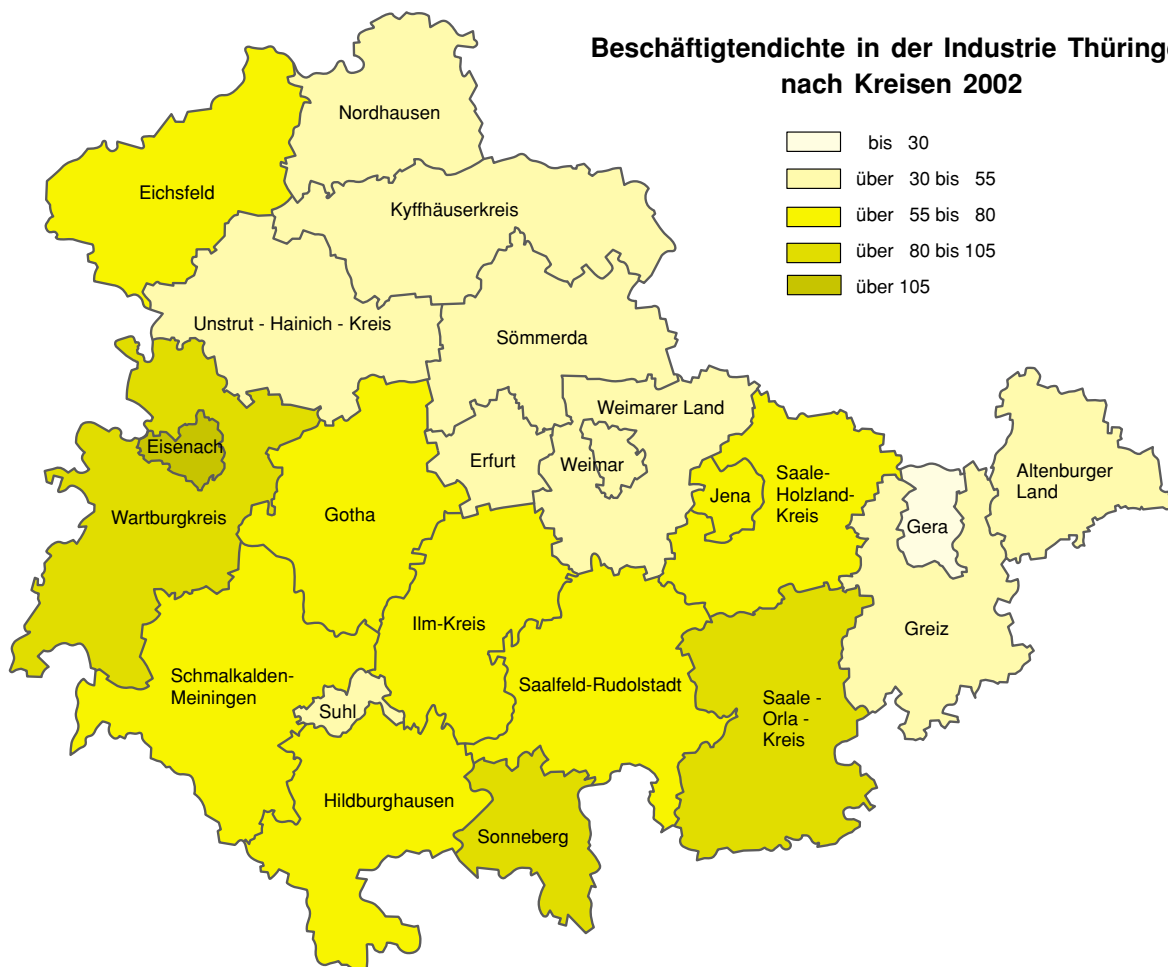 Beschäftigtendichte in der Industrie Thüringe
nach Kreisen 2002
bis 30
über 30 bis 55
über 55 bis 80
über 80 bis 105
über 105
Nordhausen
Eichsfeld
Kyffhäuserkreis
Unstrut - Hainich - Kreis
Sömmerda
Weimarer Land
Eisenach
Erfurt
Weimar
Saale-
Holzland-
Kreis
Jena
Altenburger
Land
Wartburgkreis
Gotha
Gera
Ilm-Kreis
Greiz
Schmalkalden-
Meiningen
Saalfeld-Rudolstadt
Suhl
Saale -
Orla -
Kreis
Hildburghausen
Sonneberg